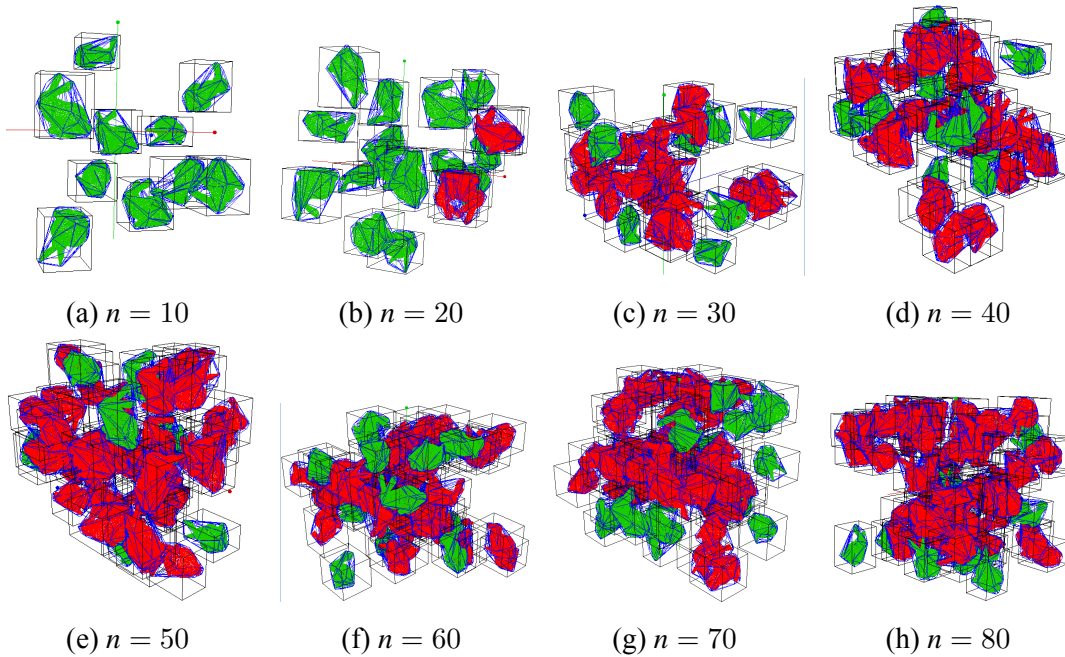 (a) n = 10
(b) n = 20
(c) n = 30
(d) n = 40
(e) n = 50
(f) n = 60
(g) n = 70
(h) n = 80